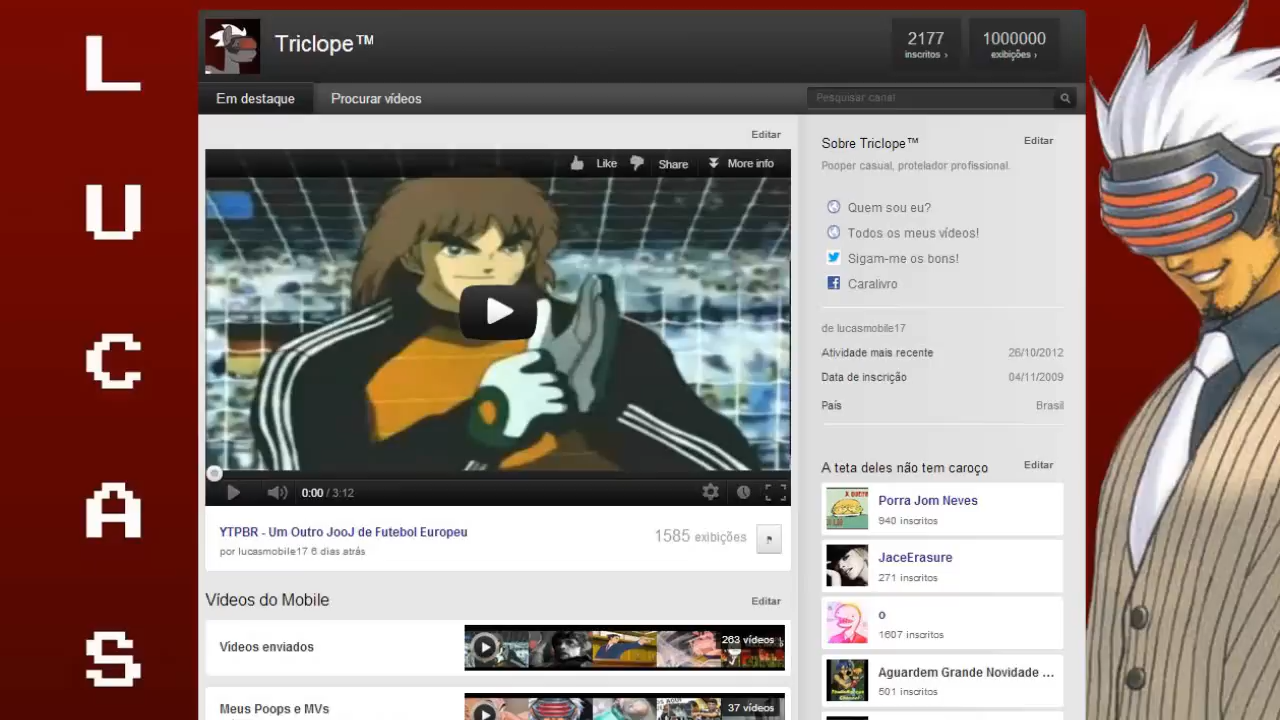 L
U
C
A
S
Triclope™
2177
inscritos ›
1000000
exibições ›
Em destaque
Procurar vídeos
Pesquisar canal
Editar
Like
Share
More info
0:00 / 3:12
YTPBR - Um Outro JooJ de Futebol Europeu
por lucasmobile17 6 dias atrás
1585 exibições
Vídeos do Mobile
Editar
Vídeos enviados
263 vídeos
Meus Poops e MVs
37 vídeos
Sobre Triclope™
Editar
Pooper casual, protelador profissional.
Quem sou eu?
Todos os meus vídeos!
Sigam-me os bons!
Caralivro
de lucasmobile17
Atividade mais recente 26/10/2012
Data de inscrição 04/11/2009
País Brasil
A teta deles não tem caroço
Editar
Porra Jom Neves
940 inscritos
JaceErasure
271 inscritos
o
1607 inscritos
Aguardem Grande Novidade ...
501 inscritos